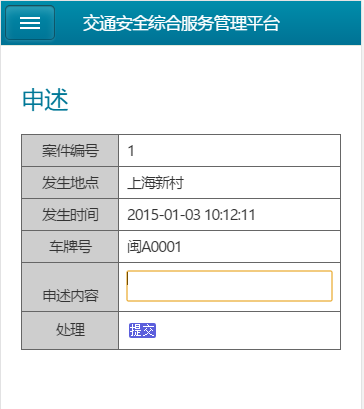 交通安全综合服务管理平台
申述
案件编号 1
发生地点 上海新村
发生时间 2015-01-03 10:12:11
车牌号 闽A0001
申述内容
处理 提交